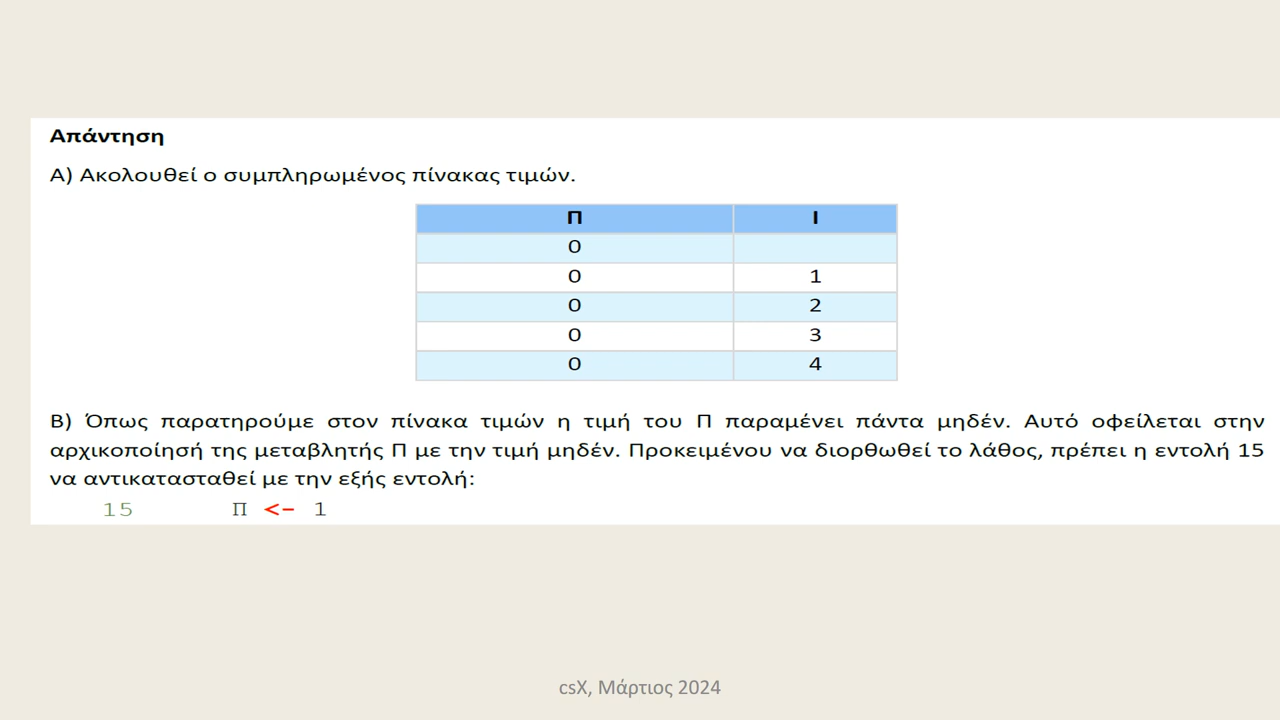 Απάντηση
Α) Ακολουθεί ο συμπληρωμένος πίνακας τιμών.
Π Ι
0
0 1
0 2
0 3
0 4
Β) Όπως παρατηρούμε στον πίνακα τιμών η τιμή του Π παραμένει πάντα μηδέν. Αυτό οφείλεται στην
αρχικοποίησή της μεταβλητής Π με την τιμή μηδέν. Προκειμένου να διορθωθεί το λάθος, πρέπει η εντολή 15
να αντικατασταθεί με την εξής εντολή:
15 Π <- 1
csX, Μάρτιος 2024